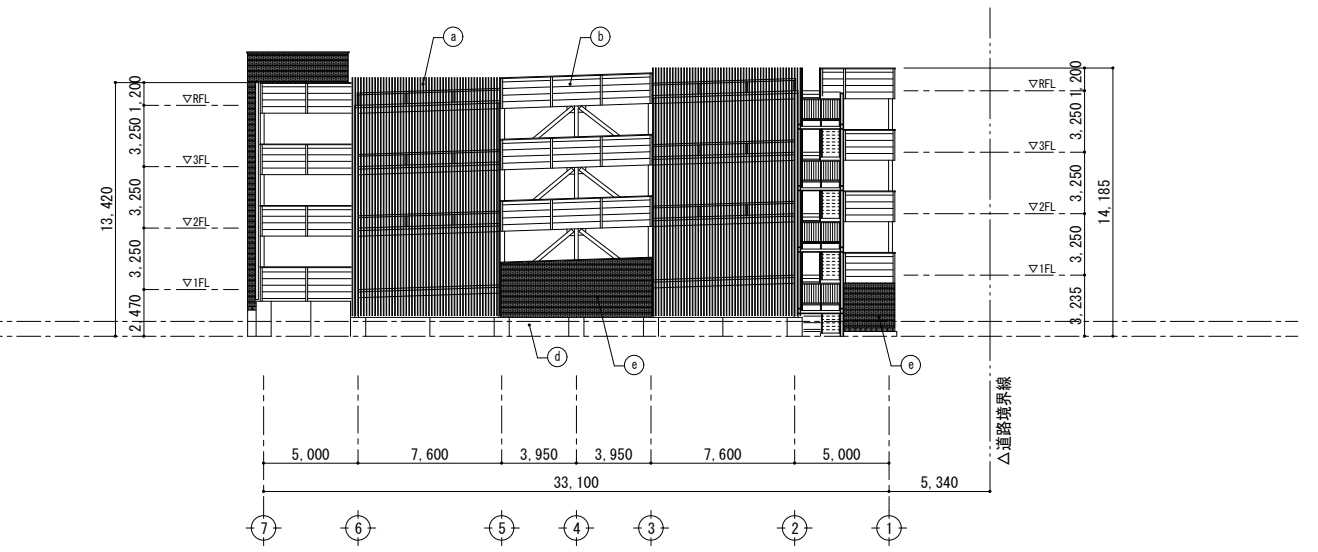 a
b
1,200
3,250
3,250
3,250
2,470
13,420
▽RFL
▽3FL
▽2FL
▽1FL
▽RFL
▽3FL
▽2FL
▽1FL
1,200
3,250
3,250
3,250
3,235
14,185
d
e
e
△道路境界線
5,000
7,600
3,950
3,950
7,600
5,000
33,100
5,340
7
6
5
4
3
2
1